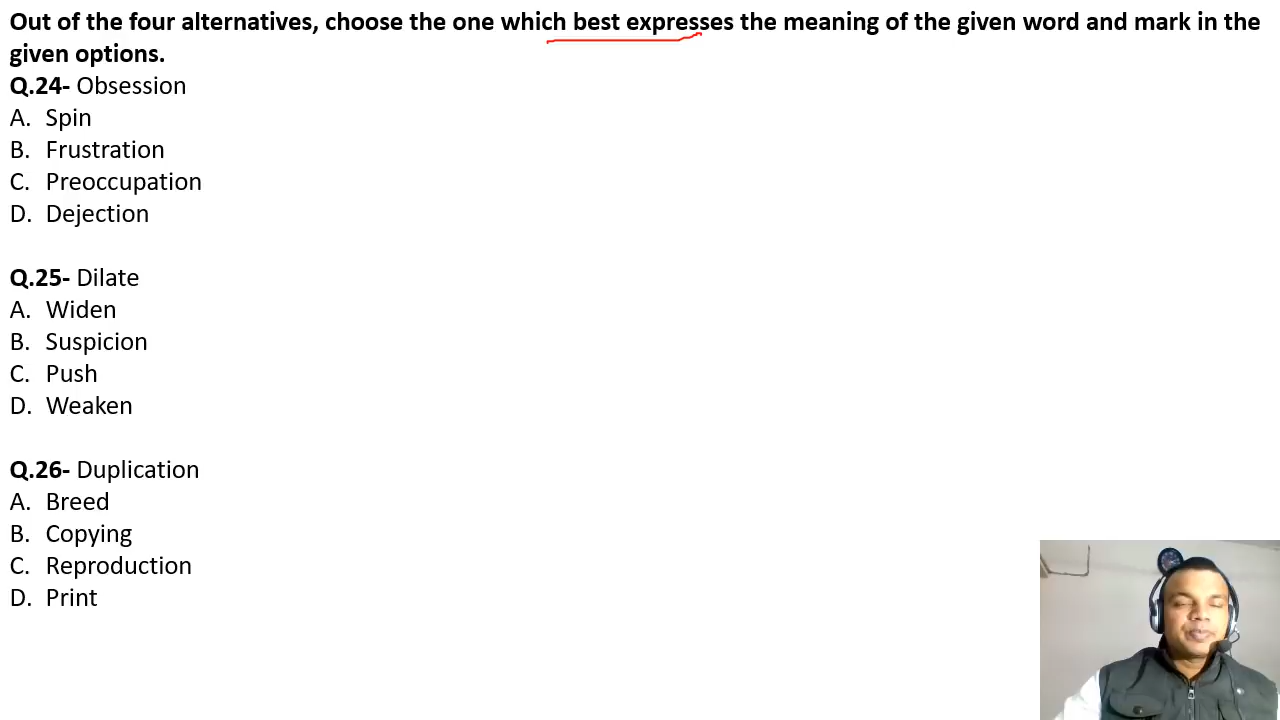 Out of the four alternatives, choose the one which best expresses the meaning of the given word and mark in the
given options.
Q.24- Obsession
A. Spin
B. Frustration
C. Preoccupation
D. Dejection
Q.25- Dilate
A. Widen
B. Suspicion
C. Push
D. Weaken
Q.26- Duplication
A. Breed
B. Copying
C. Reproduction
D. Print